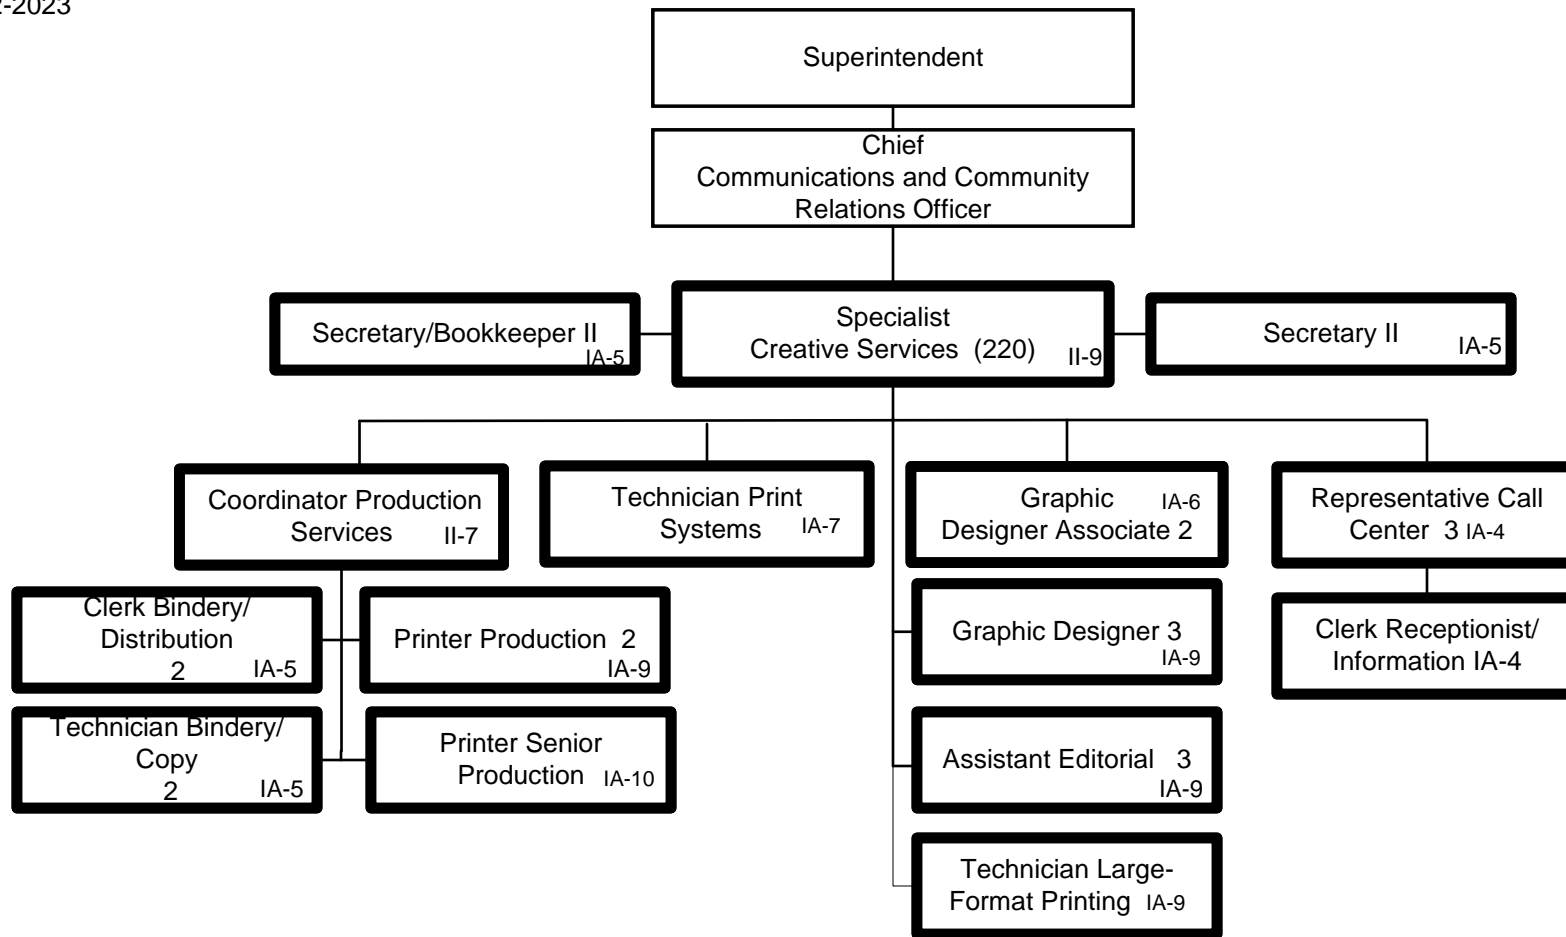 2-2023
Superintendent
Chief
Communications and Community
Relations Officer
Secretary/Bookkeeper II
IA-5
Specialist
Creative Services (220) II-9
Secretary II
IA-5
Coordinator Production
Services II-7
Technician Print
Systems IA-7
Graphic IA-6
Designer Associate 2
Representative Call
Center 3 IA-4
Clerk Bindery/
Distribution
2 IA-5
Printer Production 2
IA-9
Graphic Designer 3
IA-9
Clerk Receptionist/
Information IA-4
Technician Bindery/
Copy
2 IA-5
Printer Senior
Production IA-10
Assistant Editorial 3
IA-9
Technician Large-
Format Printing IA-9